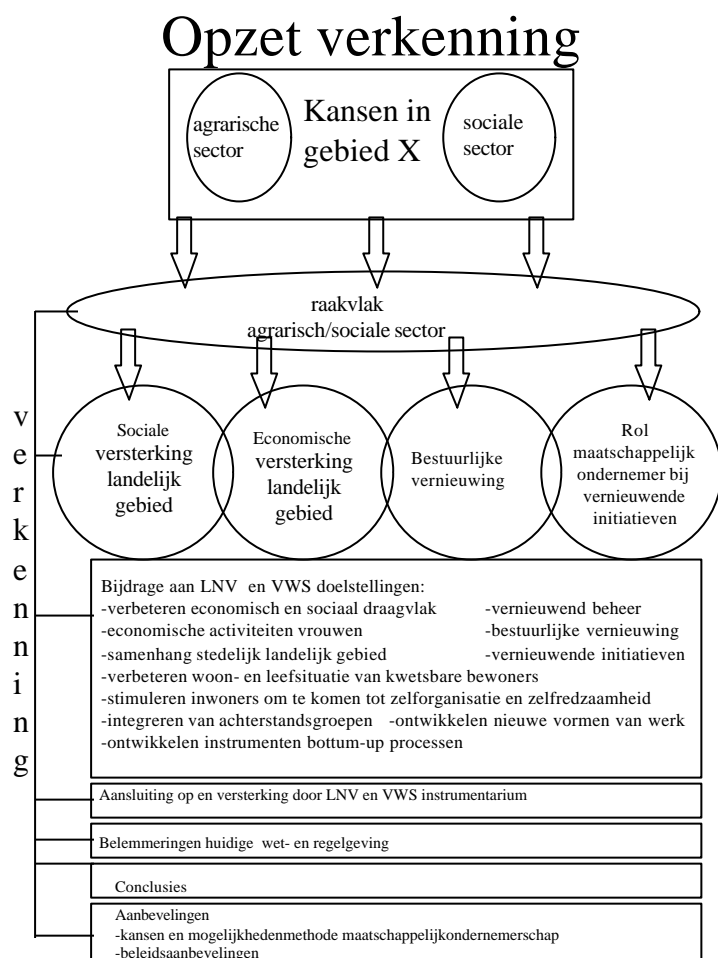 Opzet verkenning
agrarische
sector
Kansen in
gebied X
sociale
sector
raakvlak
agrarisch/sociale sector
verkenning
Sociale
versterking
landelijk
gebied
Economische
versterking
landelijk
gebied
Bestuurlijke
vernieuwing
Rol
maatschappelijk
ondernemer bij
vernieuwende
initiatieven
Bijdrage aan LNV en VWS doelstellingen:
-verbeteren economisch en sociaal draagvlak -vernieuwend beheer
-economische activiteiten vrouwen -bestuurlijke vernieuwing
-samenhang stedelijk landelijk gebied -vernieuwende initiatieven
-verbeteren woon- en leefsituatie van kwetsbare bewoners
-stimuleren inwoners om te komen tot zelforganisatie en zelfredzaamheid
-integreren van achterstandsgroepen -ontwikkelen nieuwe vormen van werk
-ontwikkelen instrumenten bottum-up processen
Aansluiting op en versterking door LNV en VWS instrumentarium
Belemmeringen huidige wet- en regelgeving
Conclusies
Aanbevelingen
-kansen en mogelijkhedenmethode maatschappelijkondernemerschap
-beleidsaanbevelingen